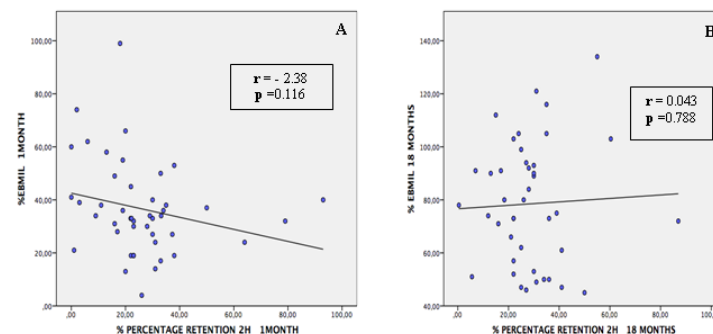 A
B
100,00
80,00
60,00
40,00
20,00
,00
%EBMIL 1MONTH
r = - 2.38
p =0.116
,00 20,00 40,00 60,00 80,00 100,00
% PERCENTAGE RETENTION 2H 1MONTH
140,00
120,00
100,00
80,00
60,00
40,00
% EBMIL 18 MONTHS
r = 0.043
p =0.788
,00 20,00 40,00 60,00 80,00 100,00
% PERCENTAGE RETENTION 2H 18 MONTHS